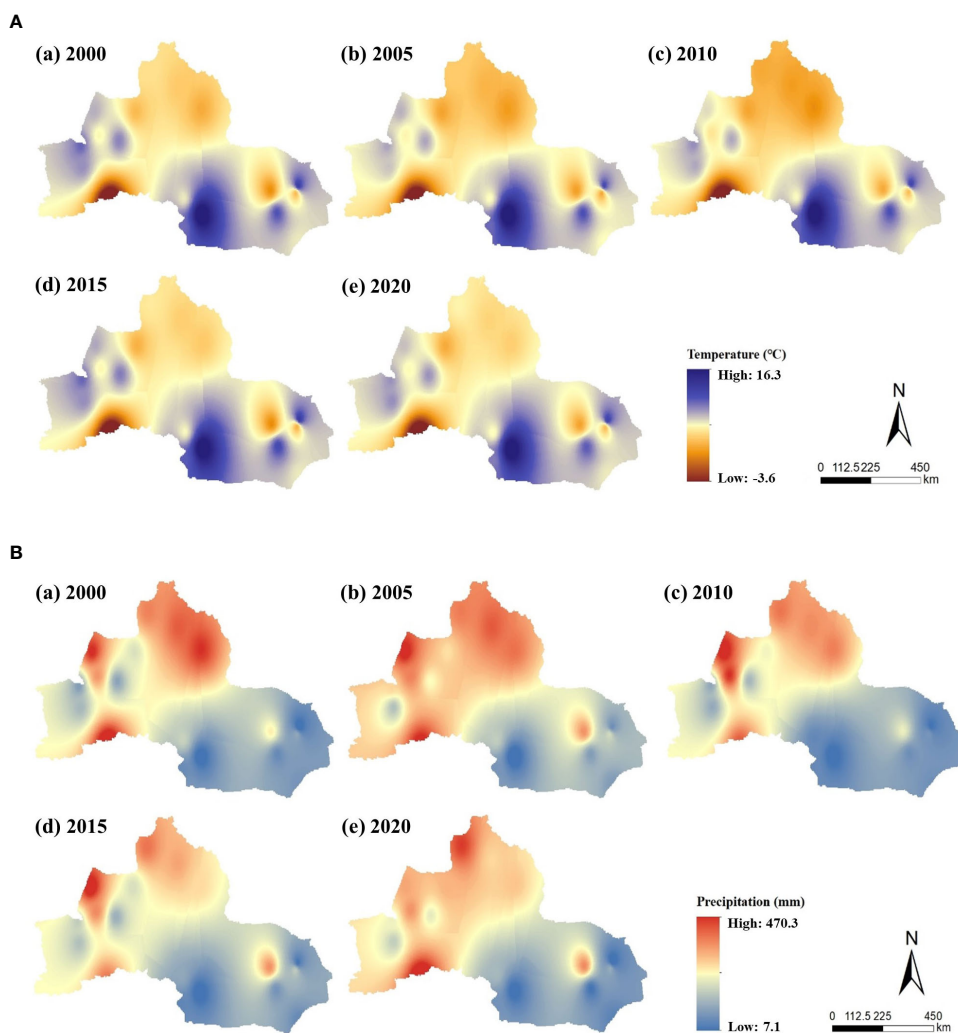 A
(a) 2000
(b) 2005
(c) 2010
(d) 2015
(e) 2020
Temperature (°C)
High: 16.3
Low: -3.6
N
0 112.5 225 450
km
B
(a) 2000
(b) 2005
(c) 2010
(d) 2015
(e) 2020
Precipitation (mm)
High: 470.3
Low: 7.1
N
0 112.5 225 450
km